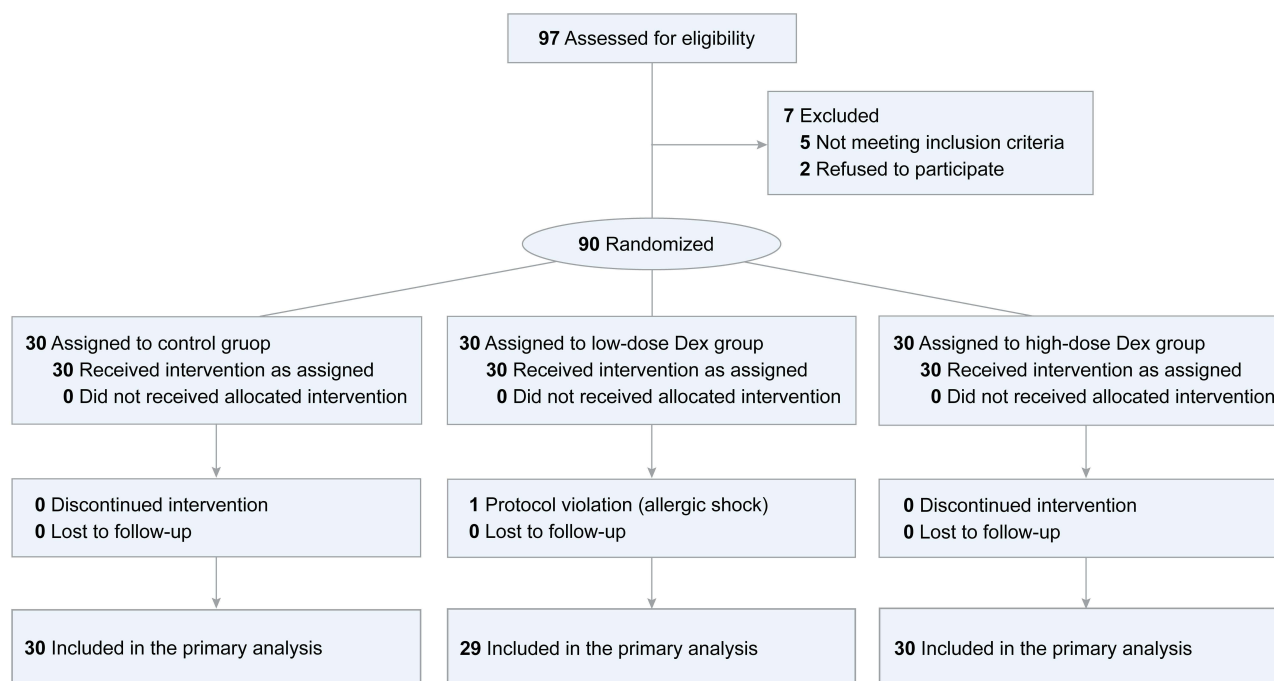 97 Assessed for eligibility
7 Excluded
5 Not meeting inclusion criteria
2 Refused to participate
90 Randomized
30 Assigned to control gruop
30 Received intervention as assigned
0 Did not received allocated intervention
30 Assigned to low-dose Dex group
30 Received intervention as assigned
0 Did not received allocated intervention
30 Assigned to high-dose Dex group
30 Received intervention as assigned
0 Did not received allocated intervention
0 Discontinued intervention
0 Lost to follow-up
1 Protocol violation (allergic shock)
0 Lost to follow-up
0 Discontinued intervention
0 Lost to follow-up
30 Included in the primary analysis
29 Included in the primary analysis
30 Included in the primary analysis